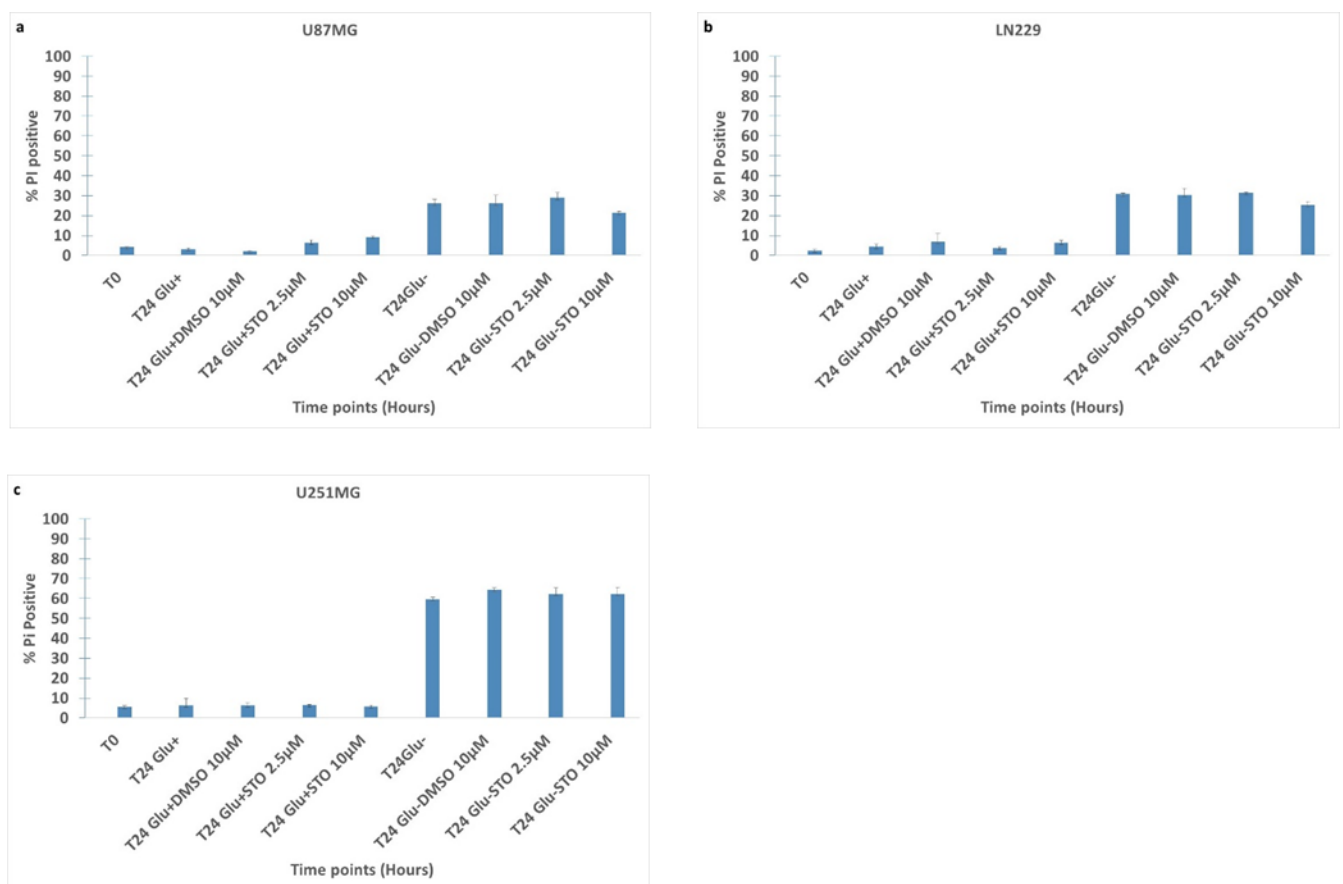 a
U87MG
100
90
80
70
60
50
40
30
20
10
0
% PI positive
T0
T24 Glu+
T24 Glu+DMSO 10µM
T24 Glu+STO 2.5µM
T24 Glu+STO 10µM
T24Glu-
T24 Glu-DMSO 10µM
T24 Glu-STO 2.5µM
T24 Glu-STO 10µM
Time points (Hours)
b
LN229
100
90
80
70
60
50
40
30
20
10
0
% PI positive
T0
T24 Glu+
T24 Glu+DMSO 10µM
T24 Glu+STO 2.5µM
T24 Glu+STO 10µM
T24Glu-
T24 Glu-DMSO 10µM
T24 Glu-STO 2.5µM
T24 Glu-STO 10µM
Time points (Hours)
c
U251MG
100
90
80
70
60
50
40
30
20
10
0
% Pi Positive
T0
T24 Glu+
T24 Glu+DMSO 10µM
T24 Glu+STO 2.5µM
T24 Glu+STO 10µM
T24Glu-
T24 Glu-DMSO 10µM
T24 Glu-STO 2.5µM
T24 Glu-STO 10µM
Time points (Hours)